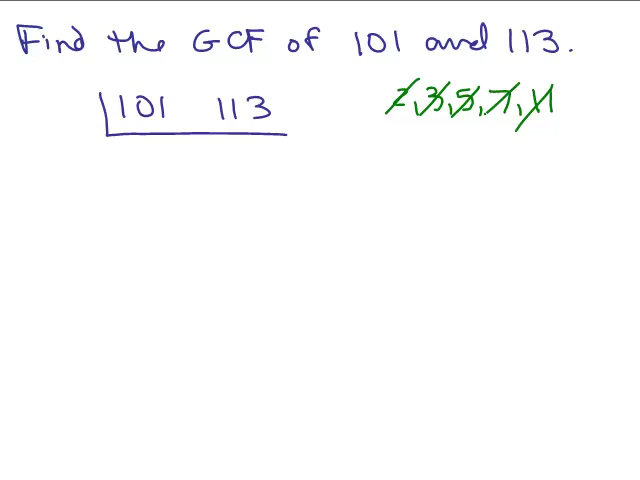 Find the GCF of 101 and 113.
101 113 2, 3, 5, 7, 11